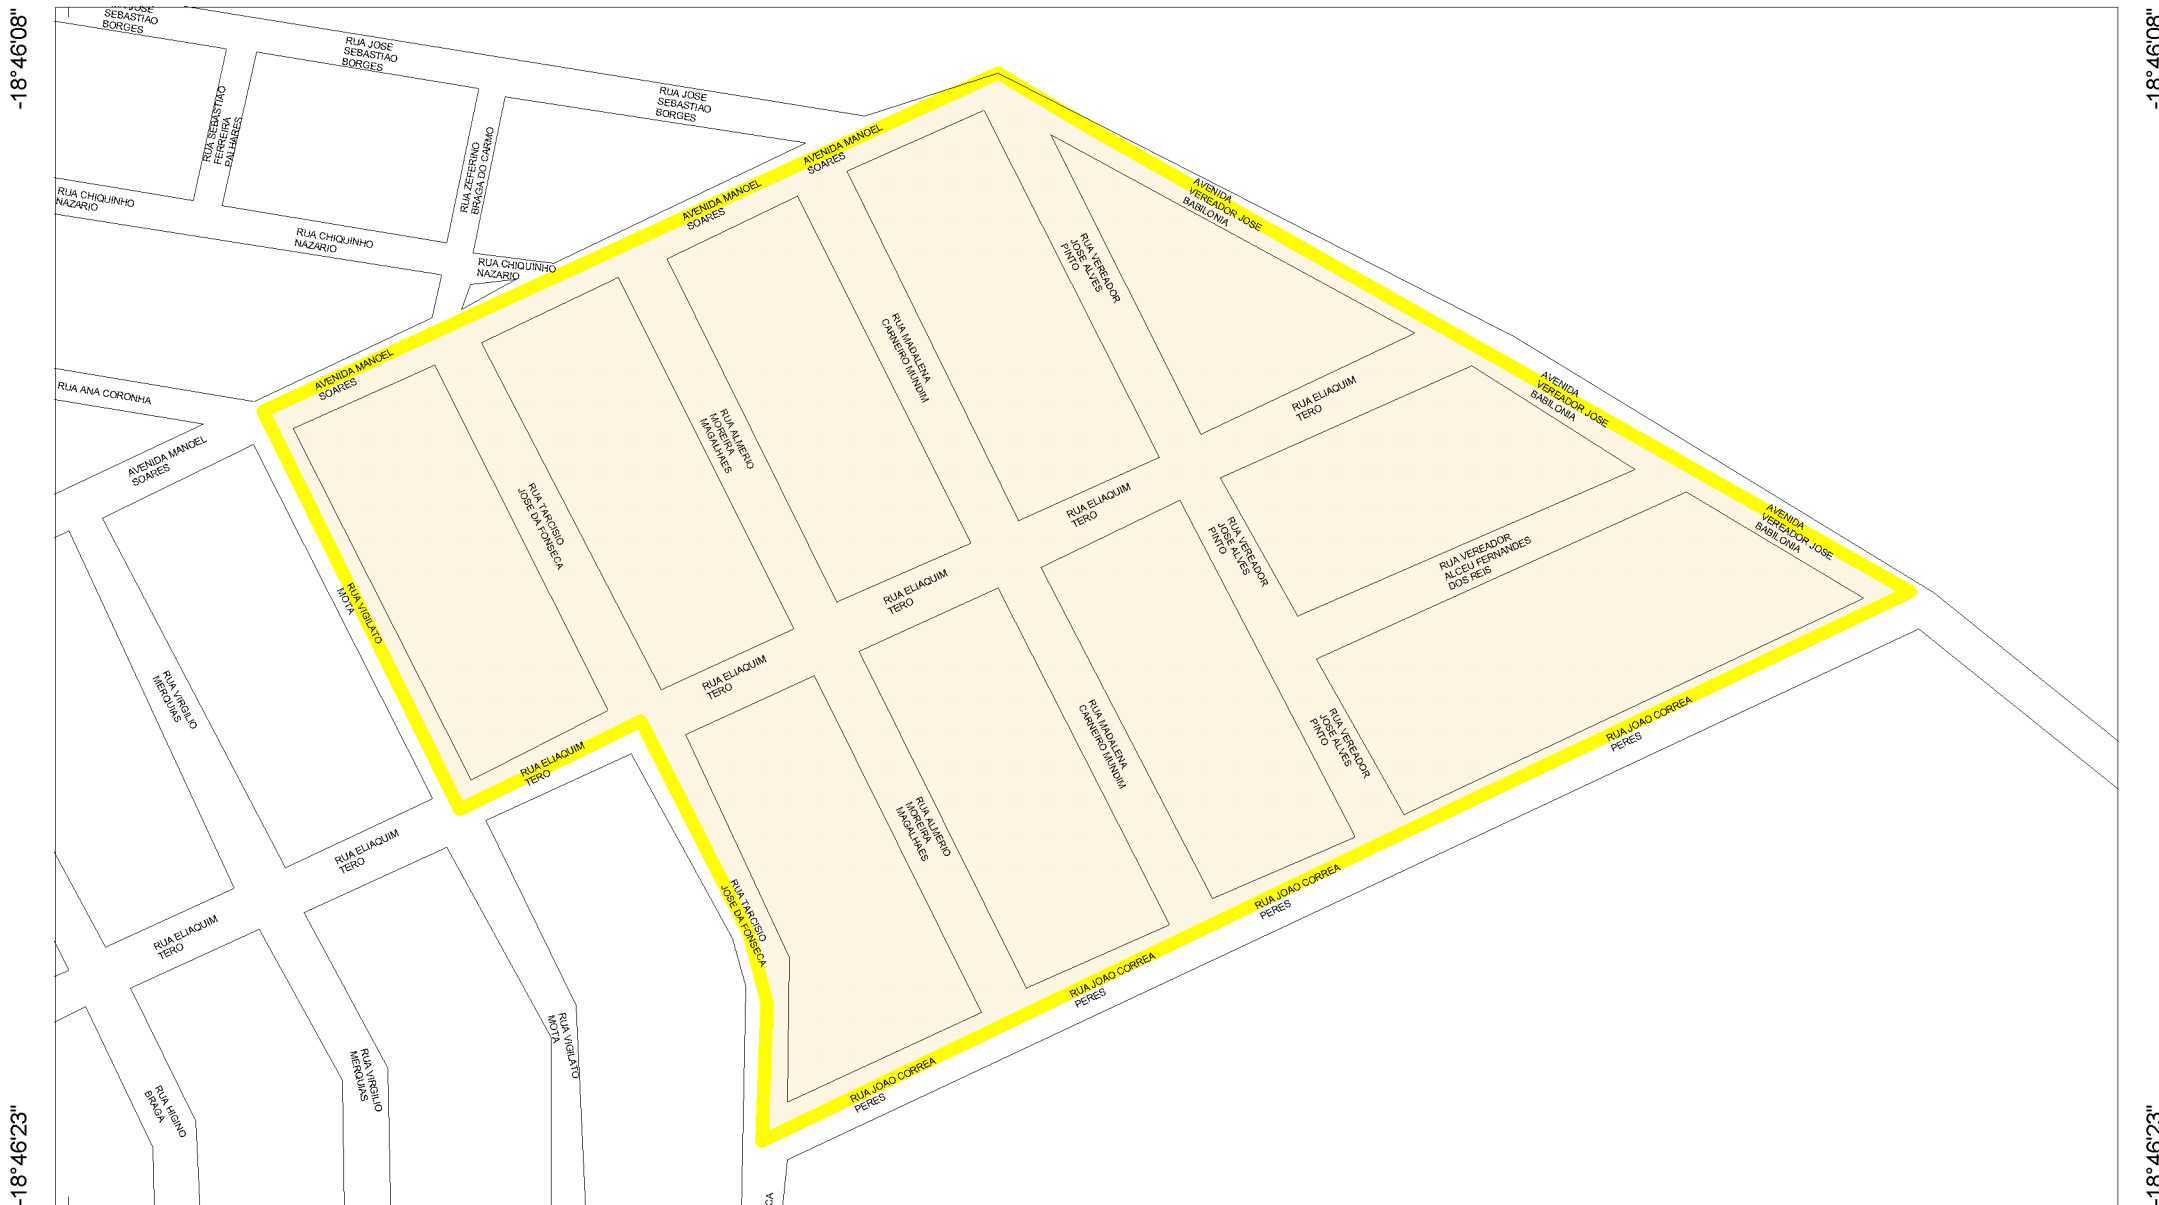 -18°46'08"
-18°46'08"
JOSE
SEBASTIAO
BORGES
RUA JOSE
SEBASTIAO
BORGES
RUA JOSE
SEBASTIAO
BORGES
RUA SEBASTIAO
FERREIRA
PALHARES
RUA ZEFERINO
BRAGA DO CARMO
RUA CHIQUINHO
NAZARIO
RUA CHIQUINHO
NAZARIO
RUA CHIQUINHO
NAZARIO
AVENIDA MANOEL
SOARES
AVENIDA MANOEL
SOARES
AVENIDA MANOEL
SOARES
AVENIDA MANOEL
SOARES
RUA ANA CORONHA
AVENIDA
VEREADOR JOSE
BABILONIA
AVENIDA
VEREADOR JOSE
BABILONIA
AVENIDA
VEREADOR JOSE
BABILONIA
RUA VEREADOR
JOSE ALVES
PINTO
RUA MADALENA
CARNEIRO MUNDIM
RUA ALMERIO
MOREIRA
MAGALHAES
RUA TARCISIO
JOSE DA FONSECA
RUA VIGILATO
MOTA
RUA VIRGILIO
MERQUIAS
RUA ELIAQUIM
TERO
RUA ELIAQUIM
TERO
RUA ELIAQUIM
TERO
RUA ELIAQUIM
TERO
RUA ELIAQUIM
TERO
RUA ELIAQUIM
TERO
RUA ELIAQUIM
TERO
RUA VEREADOR
JOSE ALVES
PINTO
RUA VEREADOR
ALCEU FERNANDES
DOS REIS
RUA VEREADOR
JOSE ALVES
PINTO
RUA MADALENA
CARNEIRO MUNDIM
RUA ALMERIO
MOREIRA
MAGALHAES
RUA TARCISIO
JOSE DA FONSECA
RUA JOAO CORREA
PERES
RUA JOAO CORREA
PERES
RUA JOAO CORREA
PERES
RUA JOAO CORREA
PERES
RUA VIGILATO
MOTA
RUA VIRGILIO
MERQUIAS
RUA HIGINO
BRAGA
CA
-18°46'23"
-18°46'23"